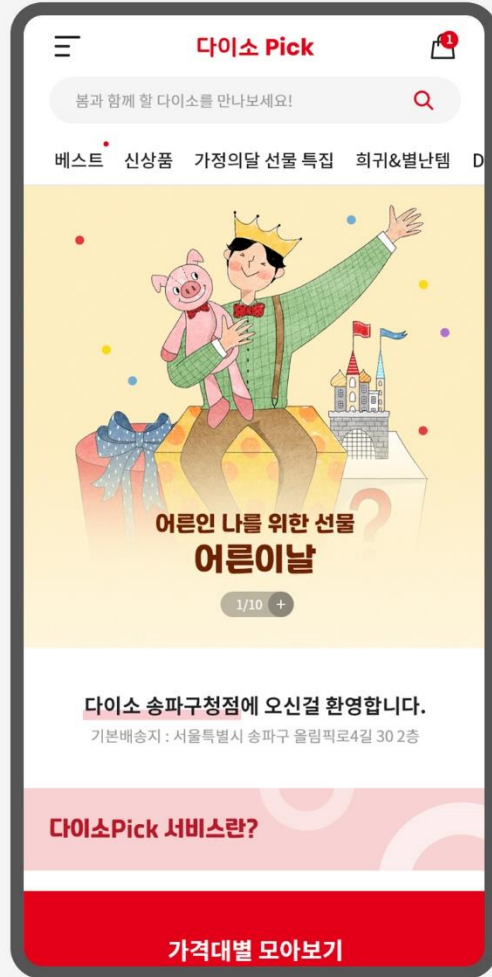 다이소 Pick
1
봄과 함께 할 다이소를 만나보세요!
베스트 신상품 가정의달 선물 특집 희귀&별난템 D
?
어른인 나를 위한 선물
어른이날
1/10 +
다이소 송파구청점에 오신걸 환영합니다.
기본배송지 : 서울특별시 송파구 올림픽로4길 30 2층
다이소Pick 서비스란?
가격대별 모아보기